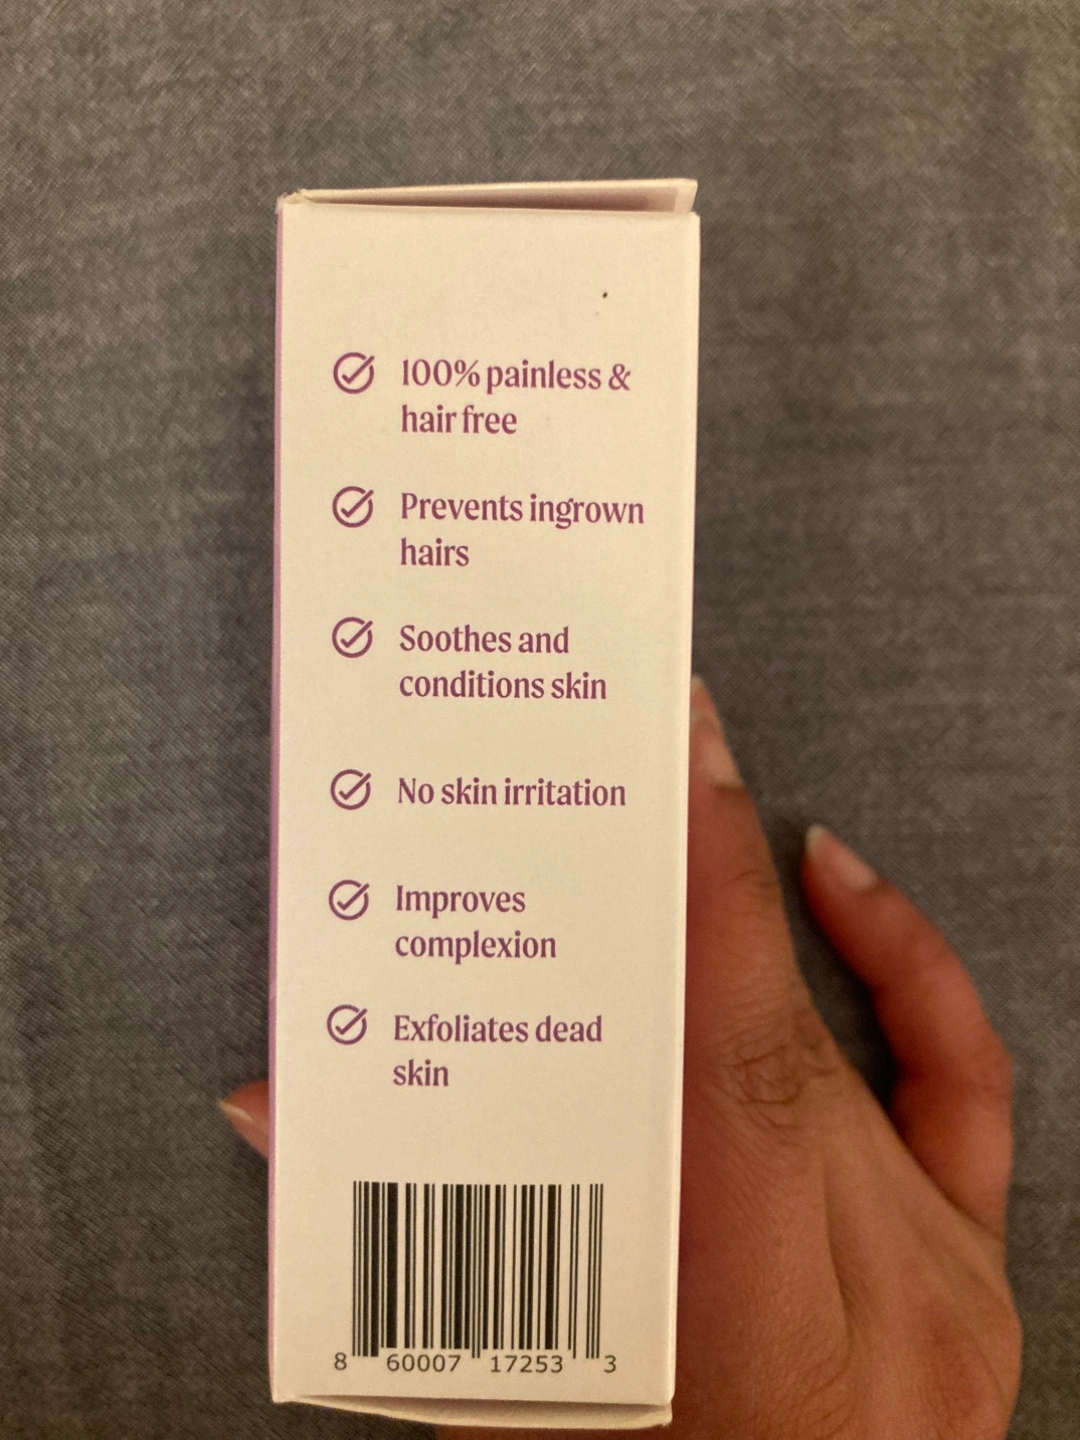 100% painless &
hair free
Prevents ingrown
hairs
Soothes and
conditions skin
No skin irritation
Improves
complexion
Exfoliates dead
skin
8 60007 17253 3